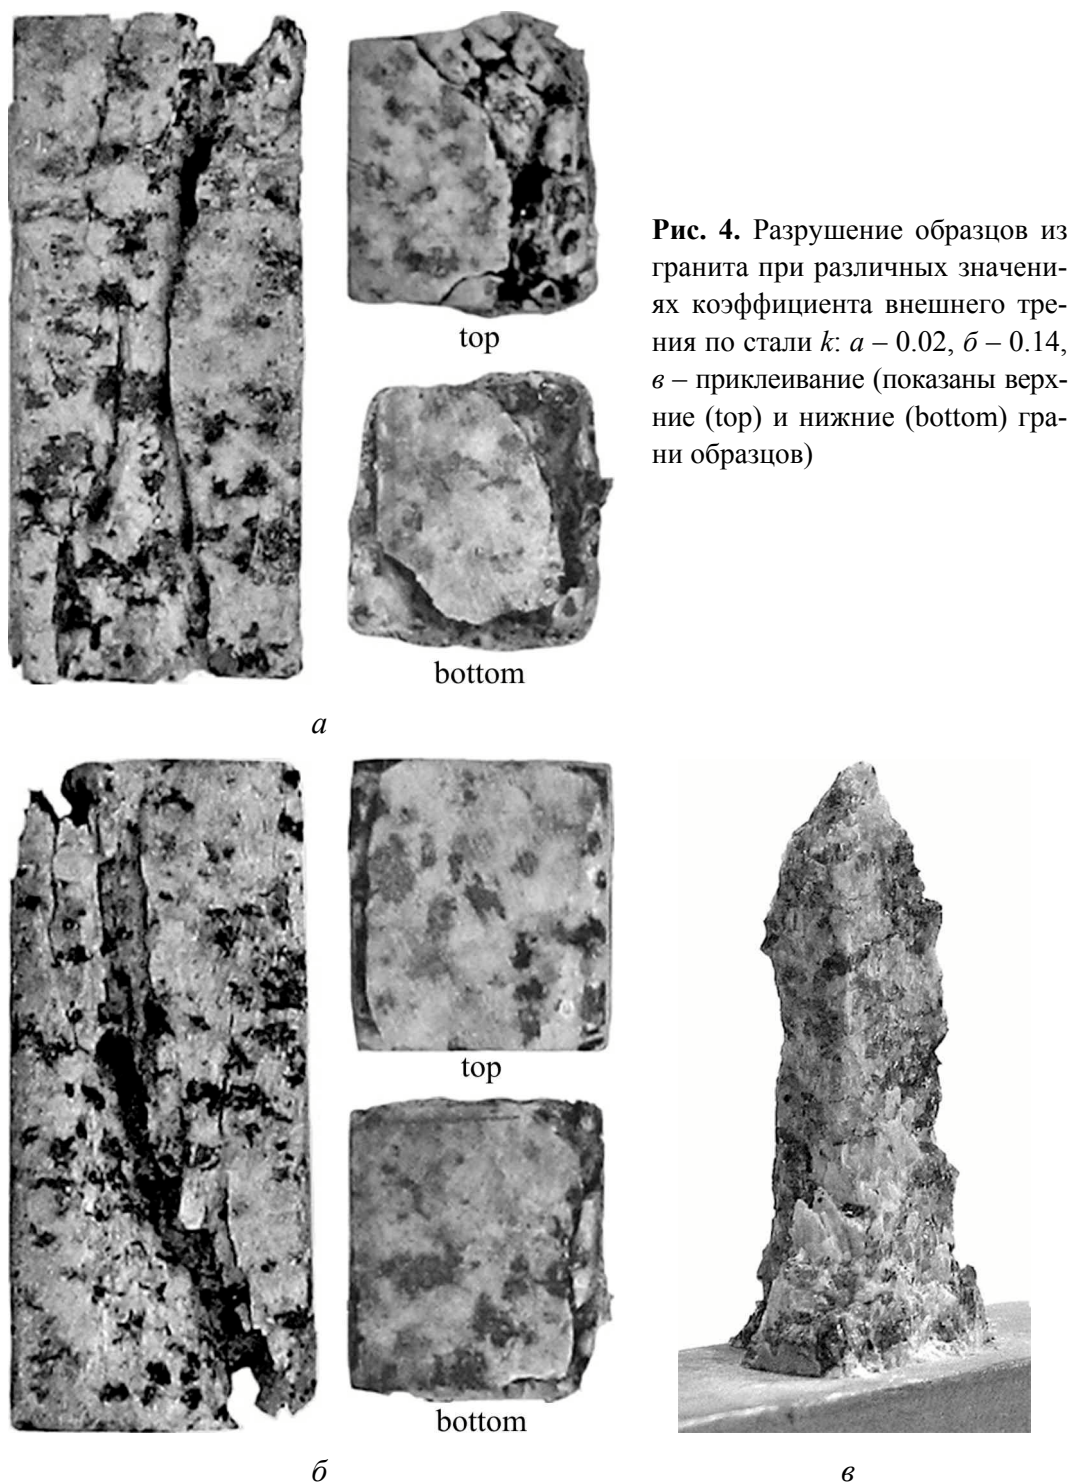 top
Рис. 4. Разрушение образцов из
гранита при различных значени-
ях коэффициента внешнего тре-
ния по стали k: а – 0.02, б – 0.14,
в – приклеивание (показаны верх-
ние (top) и нижние (bottom) гра-
ни образцов)
bottom
а
top
bottom
б
в